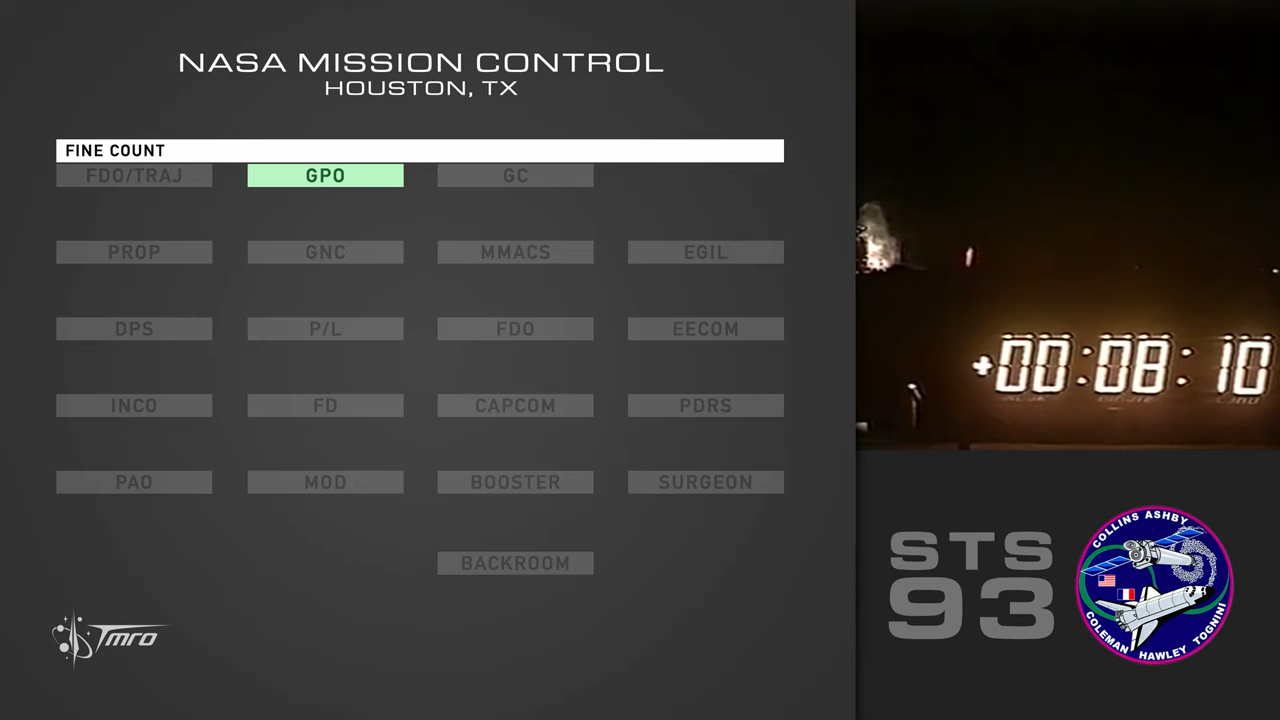 NASA MISSION CONTROL
HOUSTON, TX
FINE COUNT
FDO/TRAJ GPO GC
PROP GNC MMACS EGIL
DPS P/L FDO EECOM
INCO FD CAPCOM PDRS
PAO MOD BOOSTER SURGEON
BACKROOM
TMRO
+00:08:10
STS
93
COLLINS ASHBY
COLEMAN HAWLEY TOGNINI